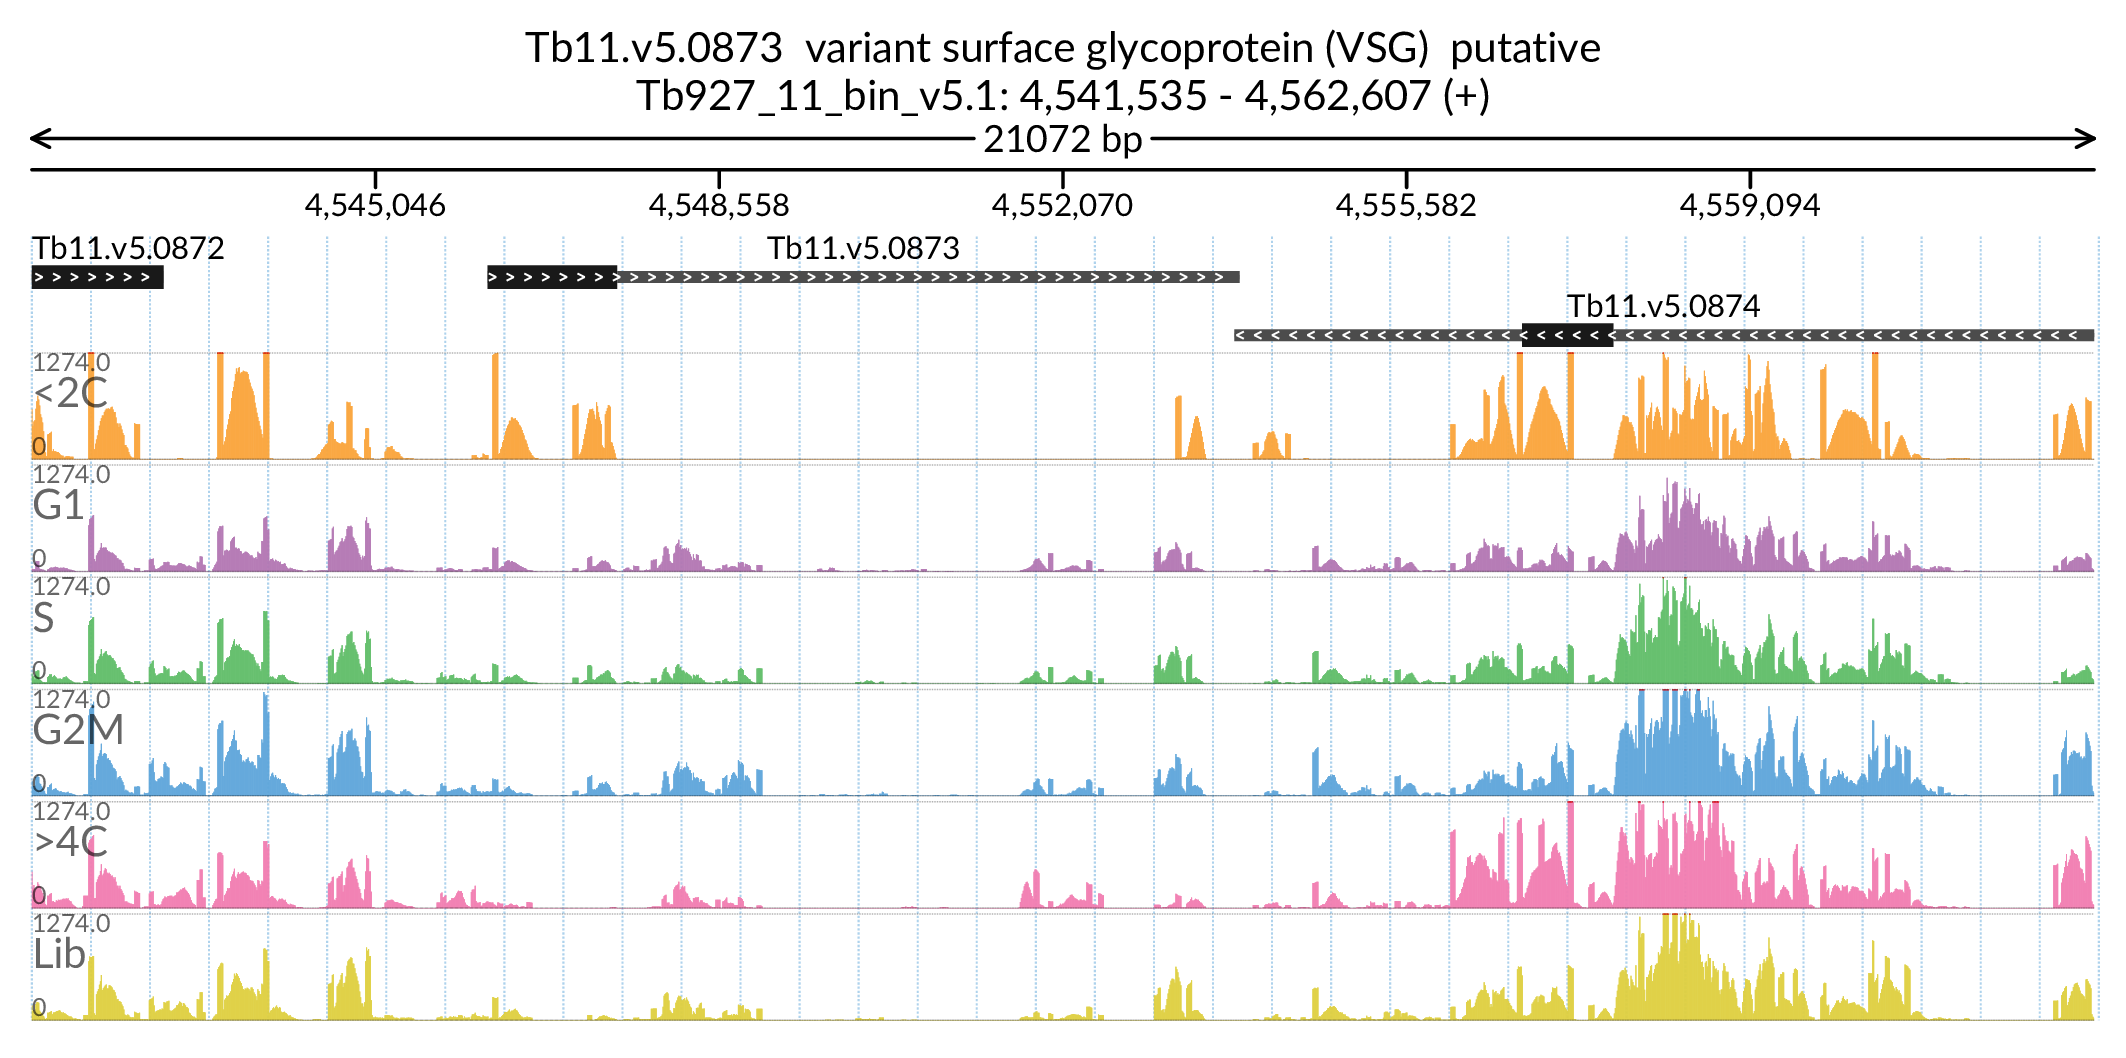 Tb11.v5.0873  variant surface glycoprotein (VSG)  putative
Tb927_11_bin_v5.1: 4,541,535 - 4,562,607 (+)
21072 bp
4,545,046 4,548,558 4,552,070 4,555,582 4,559,094
Tb11.v5.0872 Tb11.v5.0873
Tb11.v5.0874
1274.0
<2C
0
1274.0
G1
0
1274.0
S
0
1274.0
G2M
0
1274.0
>4C
0
1274.0
Lib
0